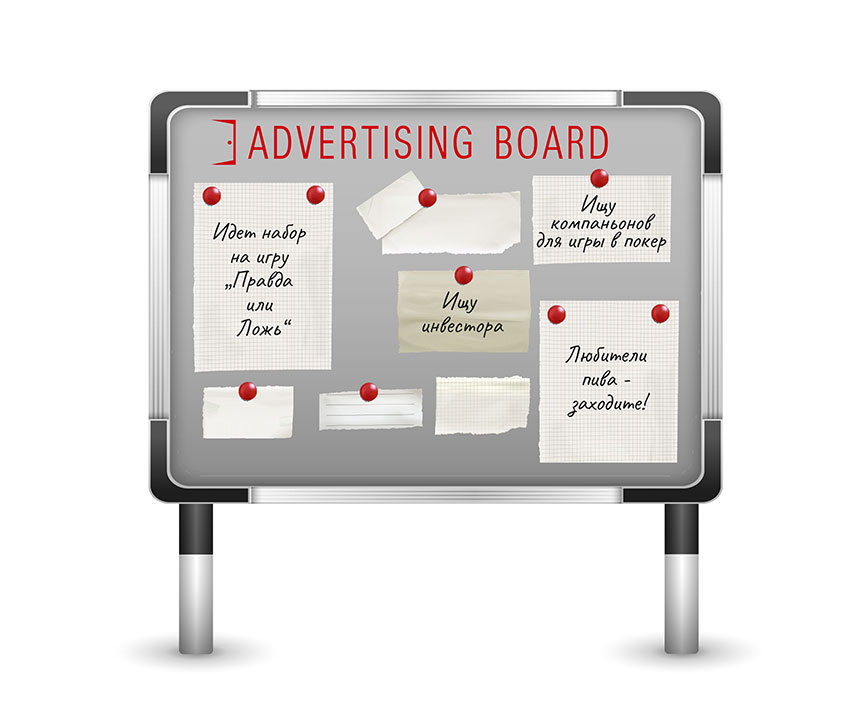 ADVERTISING BOARD
Идет набор
на игру
„Правда
или
Ложь“
Ищу
компаньонов
для игры в покер
Ищу
инвестора
Любители
пива -
заходите!